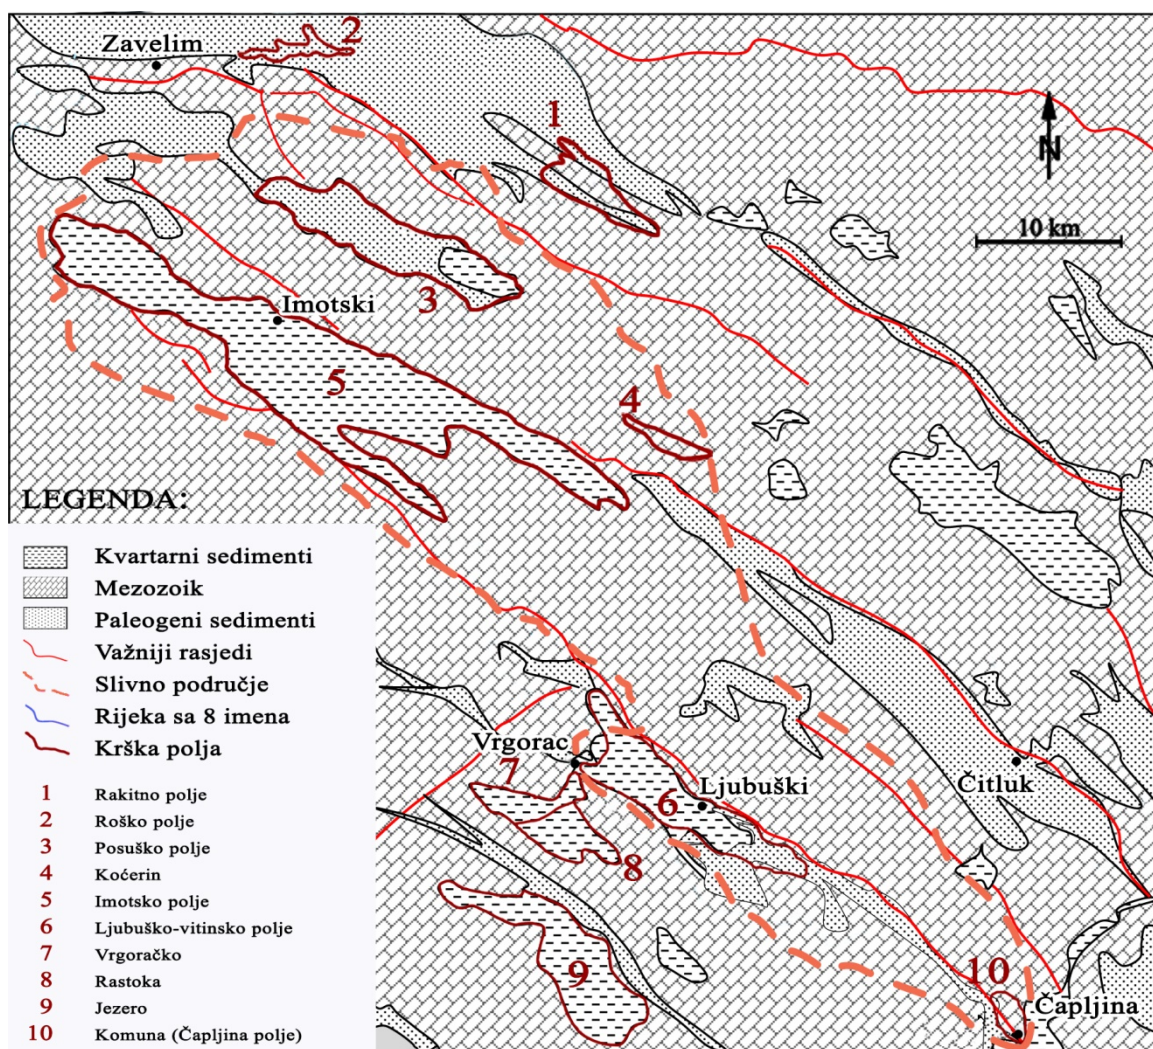 Zavelim
2
1
N
10 km
3
Imotski
5
4
LEGENDA:
Kvartarni sedimenti
Mezozoik
Paleogeni sedimenti
Važniji rasjedi
Slivno područje
Rijeka sa 8 imena
Krška polja
1 Rakitno polje
2 Roško polje
3 Posuško polje
4 Koćerin
5 Imotsko polje
6 Ljubuško-vitinsko polje
7 Vrgoračko
8 Rastoka
9 Jezero
10 Komuna (Čapljina polje)
Vrgorac
7
6
Ljubuški
Čitluk
8
9
10
Čapljina